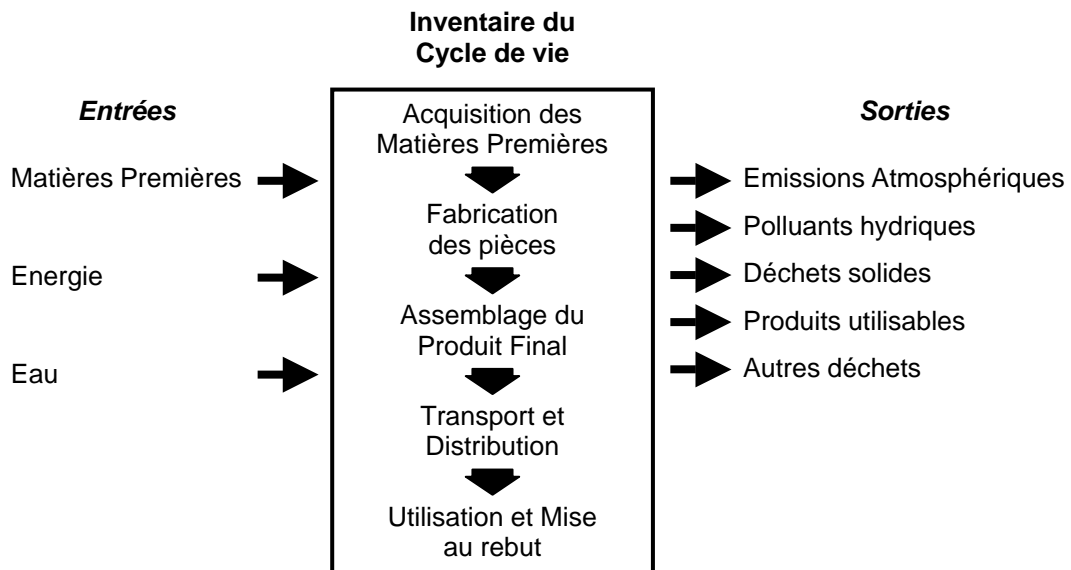 Inventaire du
Cycle de vie
Entrées
Matières Premières
Energie
Eau
Acquisition des
Matières Premières
Fabrication
des pièces
Assemblage du
Produit Final
Transport et
Distribution
Utilisation et Mise
au rebut
Sorties
Emissions Atmosphériques
Polluants hydriques
Déchets solides
Produits utilisables
Autres déchets